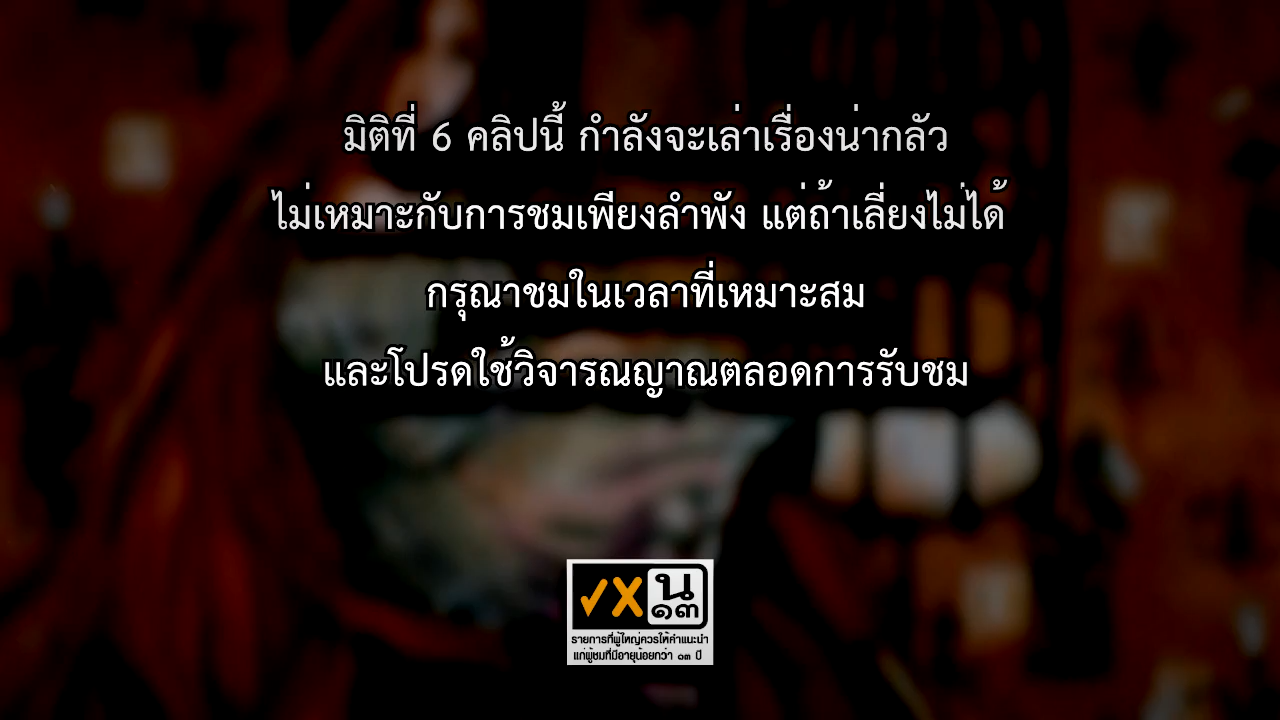 มิติที่ 6 คลิปนี้ กำลังจะเล่าเรื่องน่ากลัว
ไม่เหมาะกับการชมเพียงลำพัง แต่ถ้าเลี่ยงไม่ได้
กรุณาชมในเวลาที่เหมาะสม
และโปรดใช้วิจารณญาณตลอดการรับชม
✓X น
๑๓
รายการที่ผู้ใหญ่ควรให้คำแนะนำ
แก่ผู้ชมที่มีอายุน้อยกว่า ๑๓ ปี